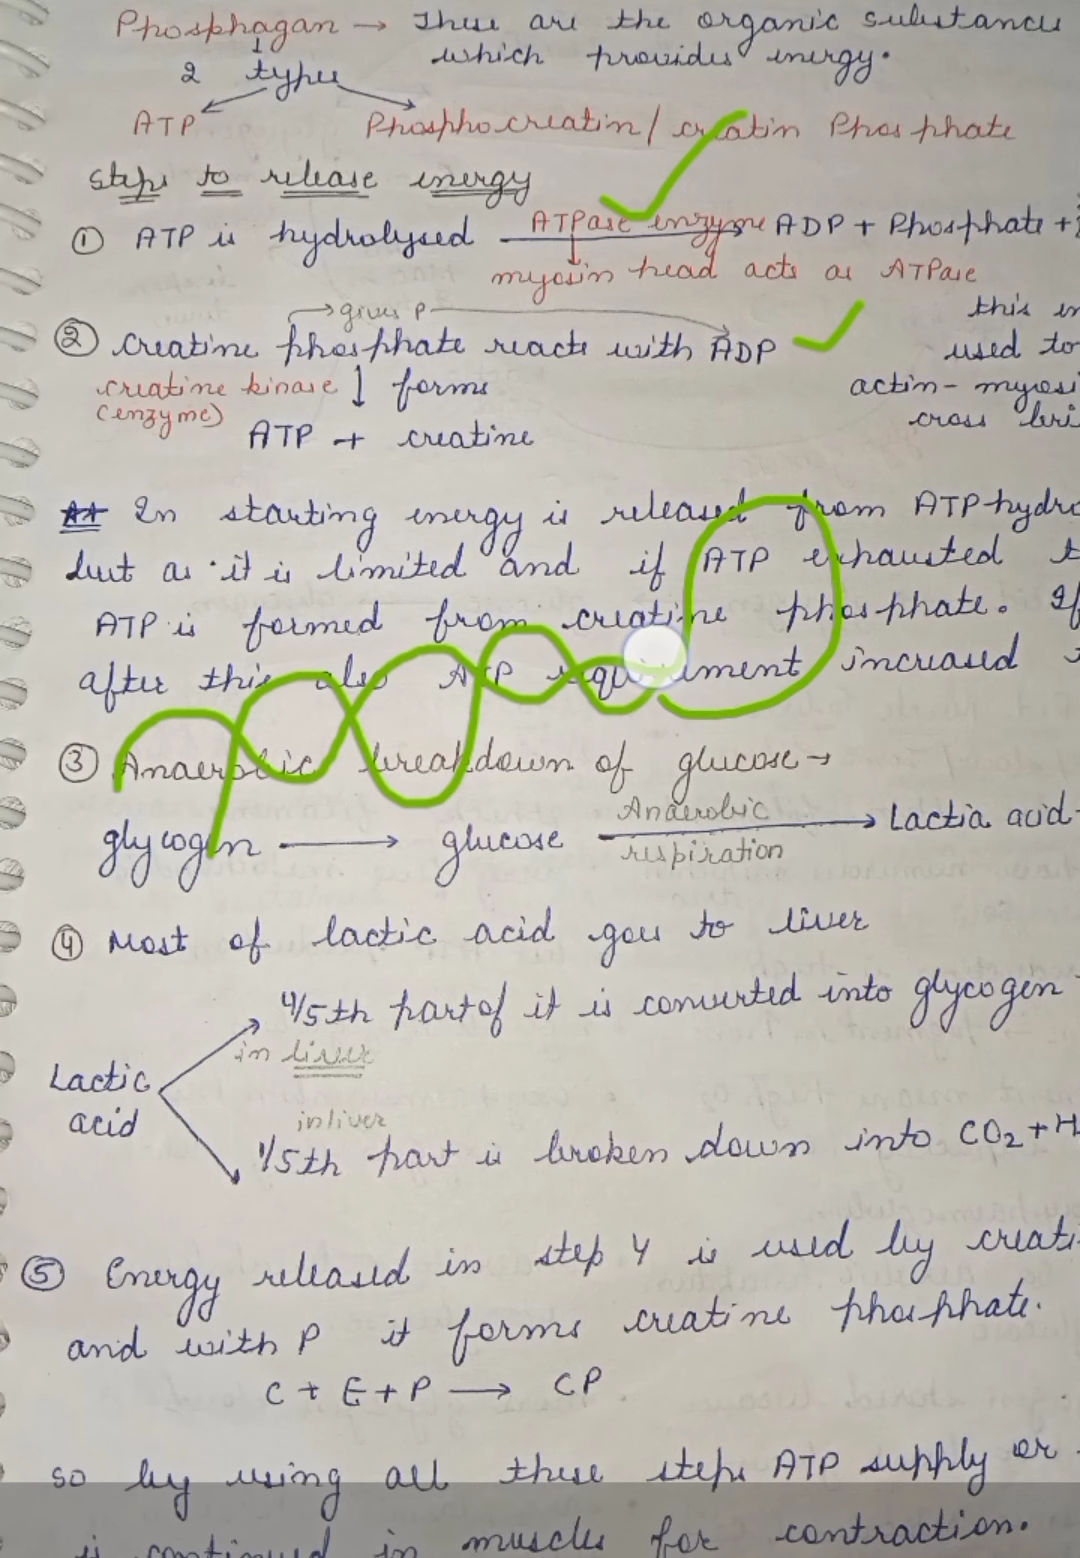 Phosphagan → These are the organic substances
2 types which provides energy.
ATP Phosphocreatin / creatin Phosphate
Steps to release energy
① ATP is hydrolysed ATPase enzyme ADP + Phosphate +
myosin head acts as ATPase
→ gives P this en
② Creatine phosphate reacts with ADP used to
creatine kinase ↓ forms actin - myosi
(enzyme) cross bri
ATP + creatine
** In starting energy is released from ATP hydro
but as it is limited and if ATP exhausted t
ATP is formed from creatine phosphate. If
after this also ATP requirement increased
③ Anaerobic breakdown of glucose →
glycogen → glucose Anaerobic respiration → Lactia acid
④ Most of lactic acid goes to liver
4/5th part of it is converted into glycogen
in liver
Lactic acid
in liver
1/5th part is broken down into CO2 + H
⑤ Energy released in step 4 is used by creati
and with P it forms creatine phosphate.
C + E + P → CP
so by using all these steps ATP supply or
is continued in muscles for contraction.